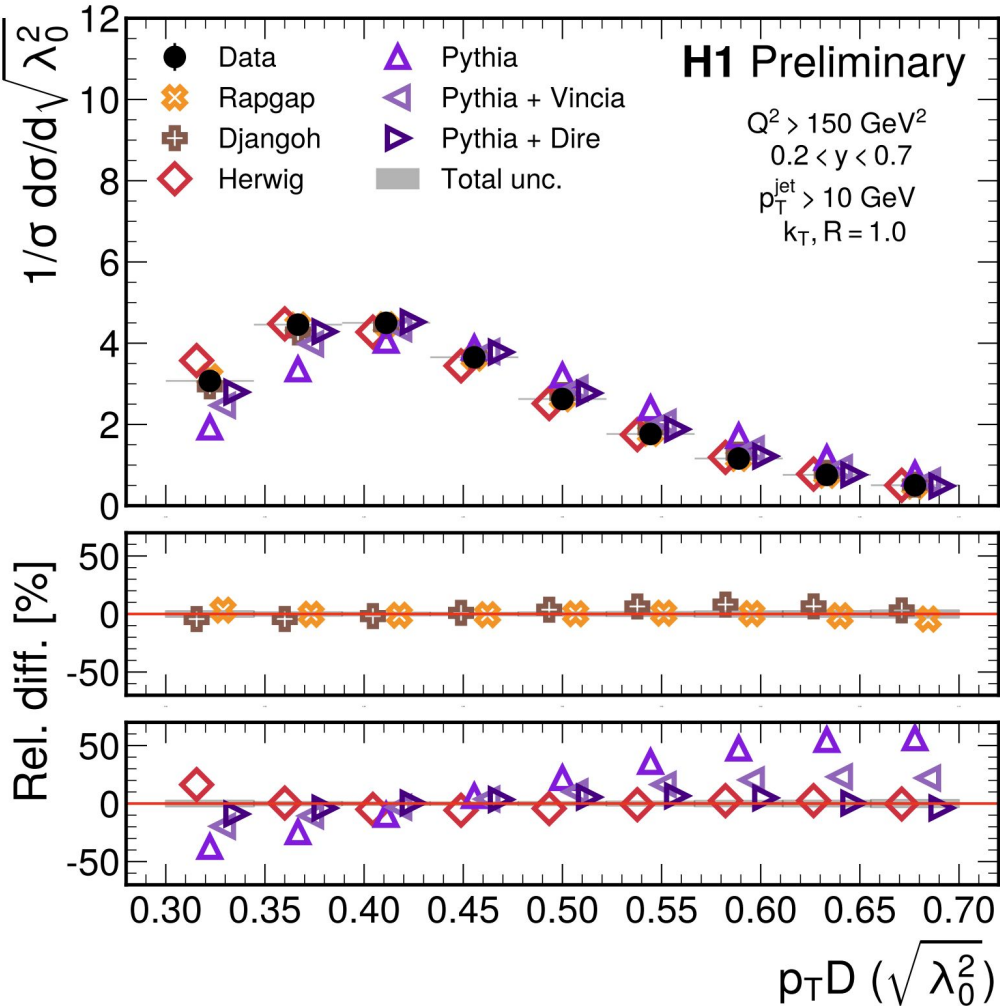 1/σ dσ/d√λ₀²
12
10
8
6
4
2
0
Data
Rapgap
Djangoh
Herwig
Pythia
Pythia + Vincia
Pythia + Dire
Total unc.
H1 Preliminary
Q² > 150 GeV²
0.2 < y < 0.7
p_T^jet > 10 GeV
k_T, R = 1.0
Rel. diff. [%]
50
0
-50
50
0
-50
0.30 0.35 0.40 0.45 0.50 0.55 0.60 0.65 0.70
p_T D (√λ₀²)